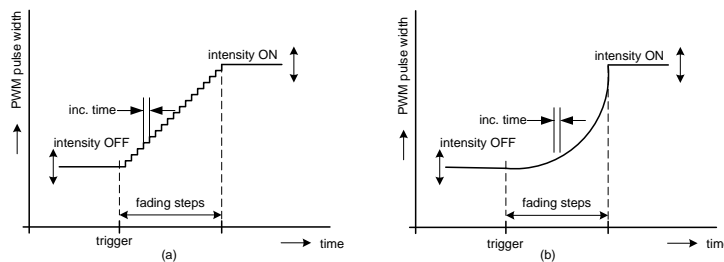 PWM pulse width
intensity ON
inc. time
intensity OFF
fading steps
trigger
time
(a)
PWM pulse width
intensity ON
inc. time
intensity OFF
fading steps
trigger
tim
(b)